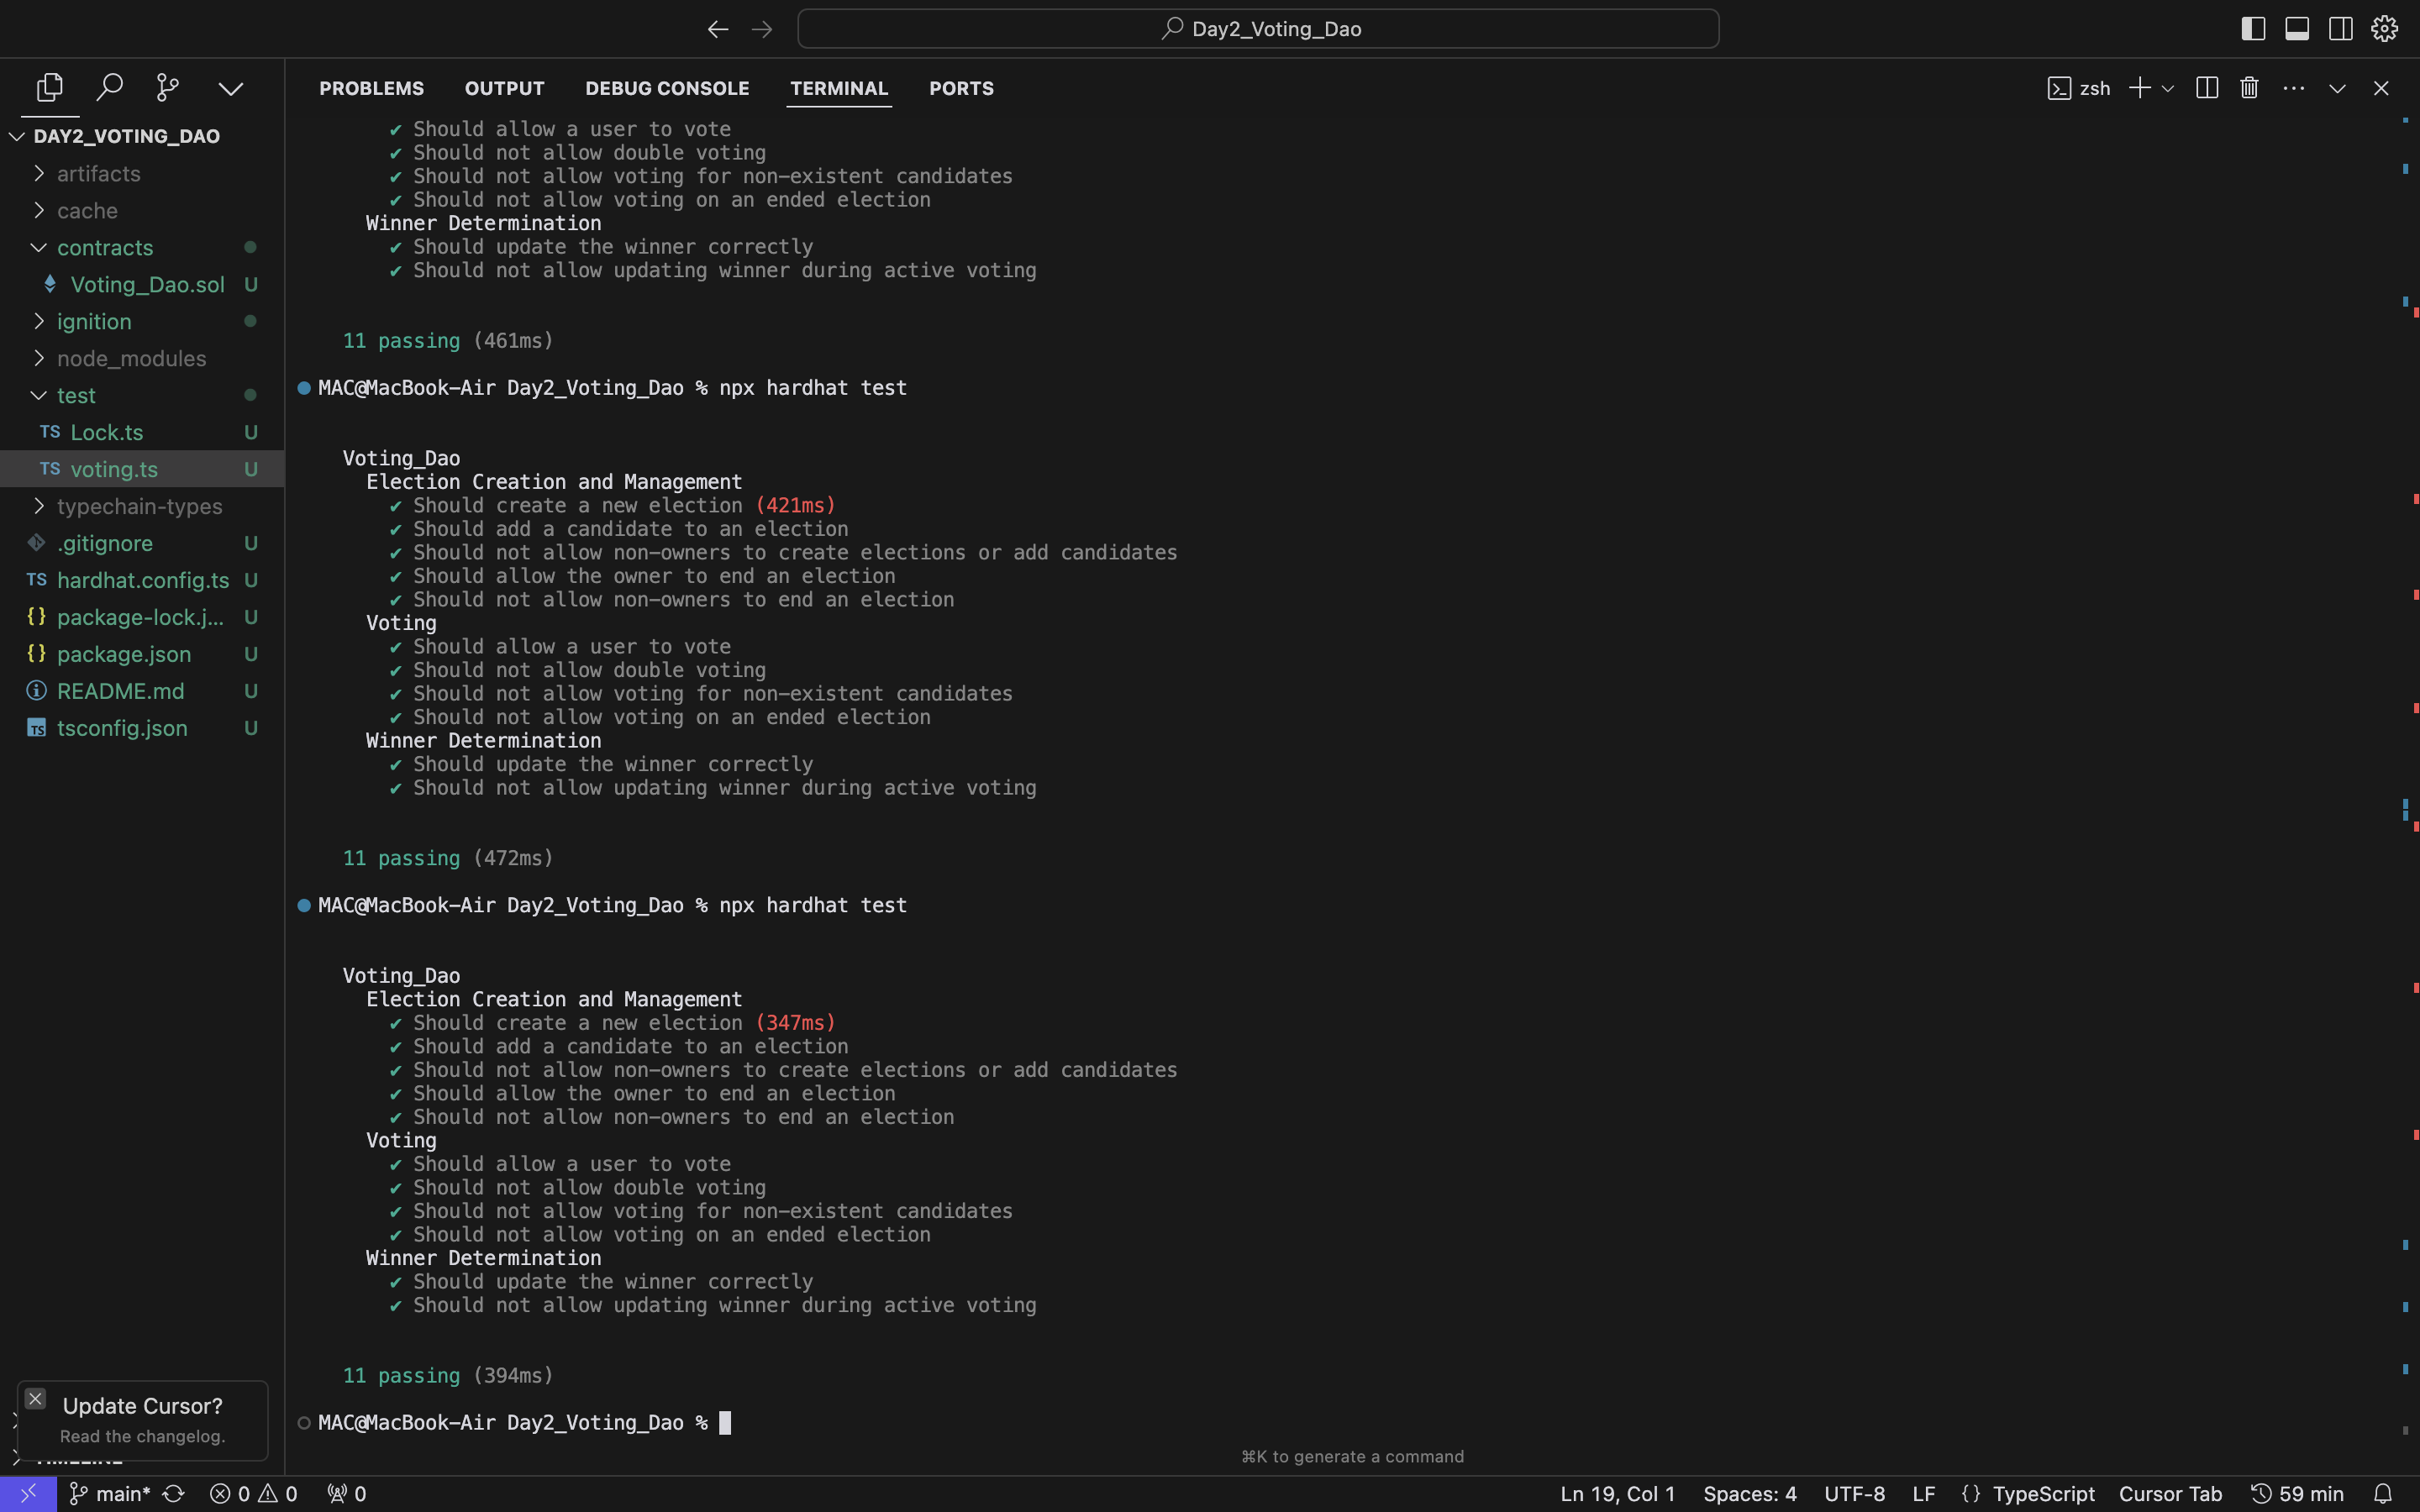 Day2_Voting_Dao
PROBLEMS OUTPUT DEBUG CONSOLE TERMINAL PORTS
zsh
DAY2_VOTING_DAO
artifacts
cache
contracts
Voting_Dao.sol U
ignition
node_modules
test
TS Lock.ts U
TS voting.ts U
typechain-types
.gitignore U
TS hardhat.config.ts U
{} package-lock.j... U
{} package.json U
README.md U
TS tsconfig.json U
Update Cursor?
Read the changelog.
✔ Should allow a user to vote
✔ Should not allow double voting
✔ Should not allow voting for non-existent candidates
✔ Should not allow voting on an ended election
Winner Determination
✔ Should update the winner correctly
✔ Should not allow updating winner during active voting
11 passing (461ms)
MAC@MacBook-Air Day2_Voting_Dao % npx hardhat test
Voting_Dao
Election Creation and Management
✔ Should create a new election (421ms)
✔ Should add a candidate to an election
✔ Should not allow non-owners to create elections or add candidates
✔ Should allow the owner to end an election
✔ Should not allow non-owners to end an election
Voting
✔ Should allow a user to vote
✔ Should not allow double voting
✔ Should not allow voting for non-existent candidates
✔ Should not allow voting on an ended election
Winner Determination
✔ Should update the winner correctly
✔ Should not allow updating winner during active voting
11 passing (472ms)
MAC@MacBook-Air Day2_Voting_Dao % npx hardhat test
Voting_Dao
Election Creation and Management
✔ Should create a new election (347ms)
✔ Should add a candidate to an election
✔ Should not allow non-owners to create elections or add candidates
✔ Should allow the owner to end an election
✔ Should not allow non-owners to end an election
Voting
✔ Should allow a user to vote
✔ Should not allow double voting
✔ Should not allow voting for non-existent candidates
✔ Should not allow voting on an ended election
Winner Determination
✔ Should update the winner correctly
✔ Should not allow updating winner during active voting
11 passing (394ms)
MAC@MacBook-Air Day2_Voting_Dao %
⌘K to generate a command
main* 0 0 0 Ln 19, Col 1 Spaces: 4 UTF-8 LF {} TypeScript Cursor Tab 59 min